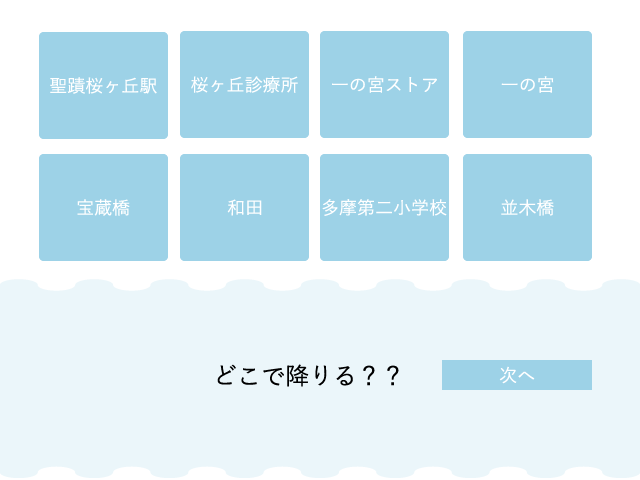 聖蹟桜ヶ丘駅
桜ヶ丘診療所
一の宮ストア
一の宮
宝蔵橋
和田
多摩第二小学校
並木橋
どこで降りる？？
次へ